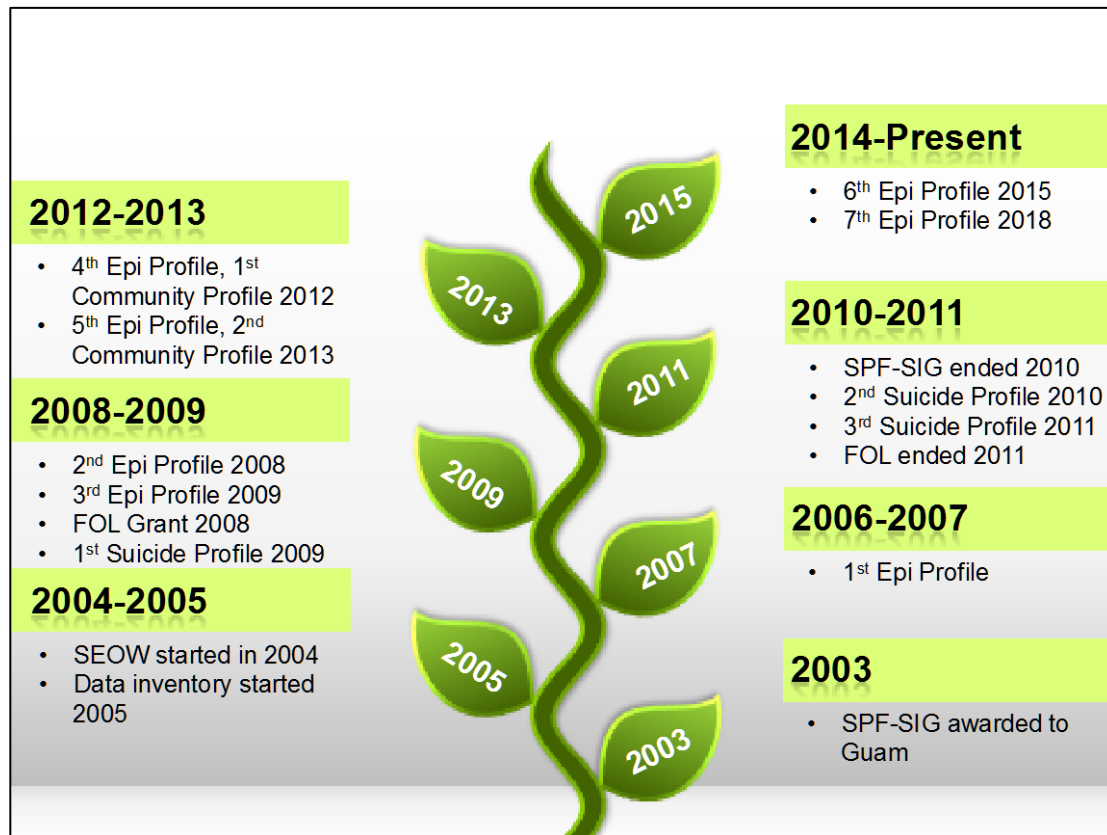 2012-2013
• 4th Epi Profile, 1st
Community Profile 2012
• 5th Epi Profile, 2nd
Community Profile 2013
2008-2009
• 2nd Epi Profile 2008
• 3rd Epi Profile 2009
• FOL Grant 2008
• 1st Suicide Profile 2009
2004-2005
• SEOW started in 2004
• Data inventory started
2005
2015
2013
2011
2009
2007
2005
2003
2014-Present
• 6th Epi Profile 2015
• 7th Epi Profile 2018
2010-2011
• SPF-SIG ended 2010
• 2nd Suicide Profile 2010
• 3rd Suicide Profile 2011
• FOL ended 2011
2006-2007
• 1st Epi Profile
2003
• SPF-SIG awarded to
Guam